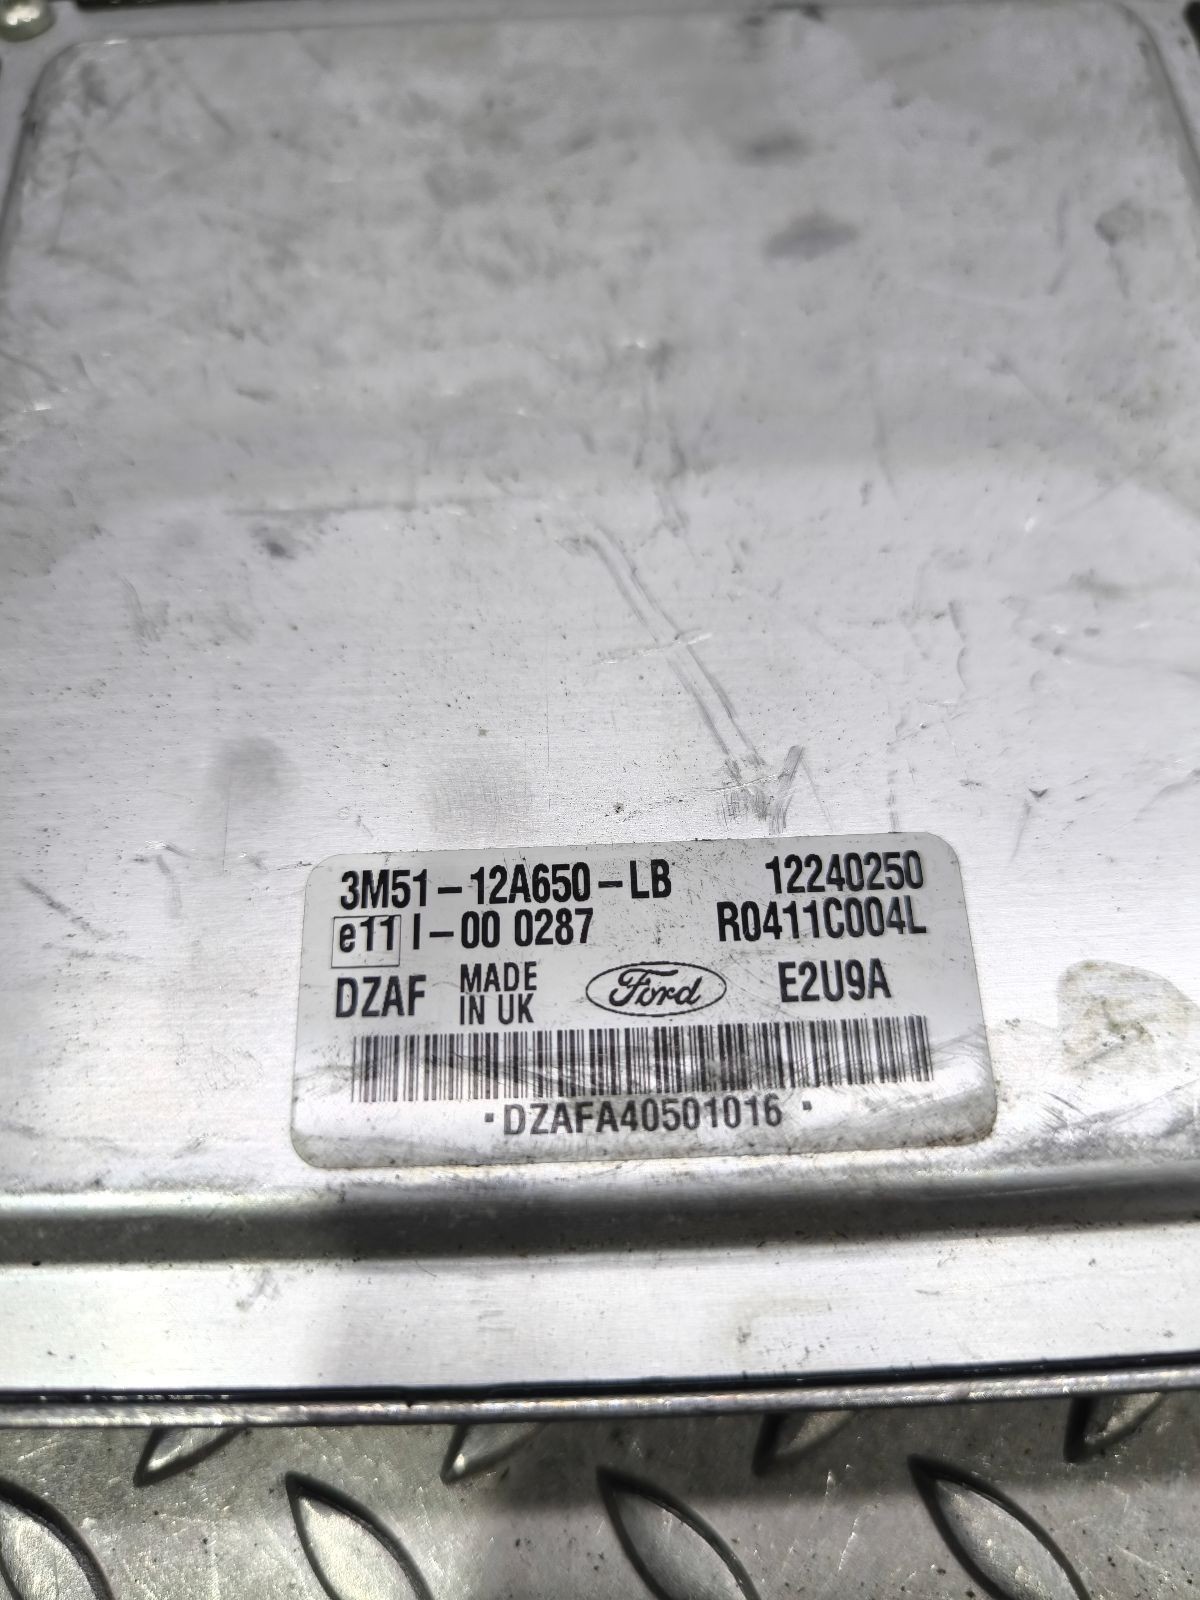 3M51-12A650-LB 12240250
e11 I-00 0287 R0411C004L
DZAF MADE IN UK Ford E2U9A
·DZAFA40501016·